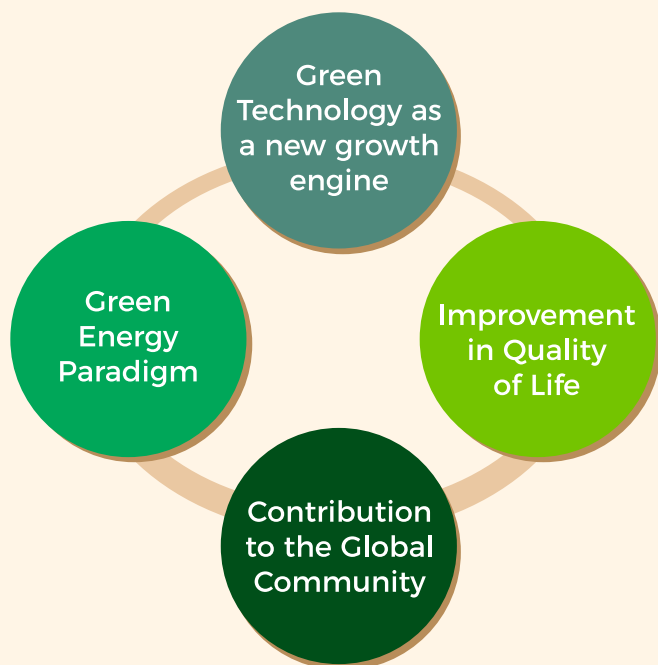 Green
Technology as
a new growth
engine
Green
Energy
Paradigm
Improvement
in Quality
of Life
Contribution
to the Global
Community